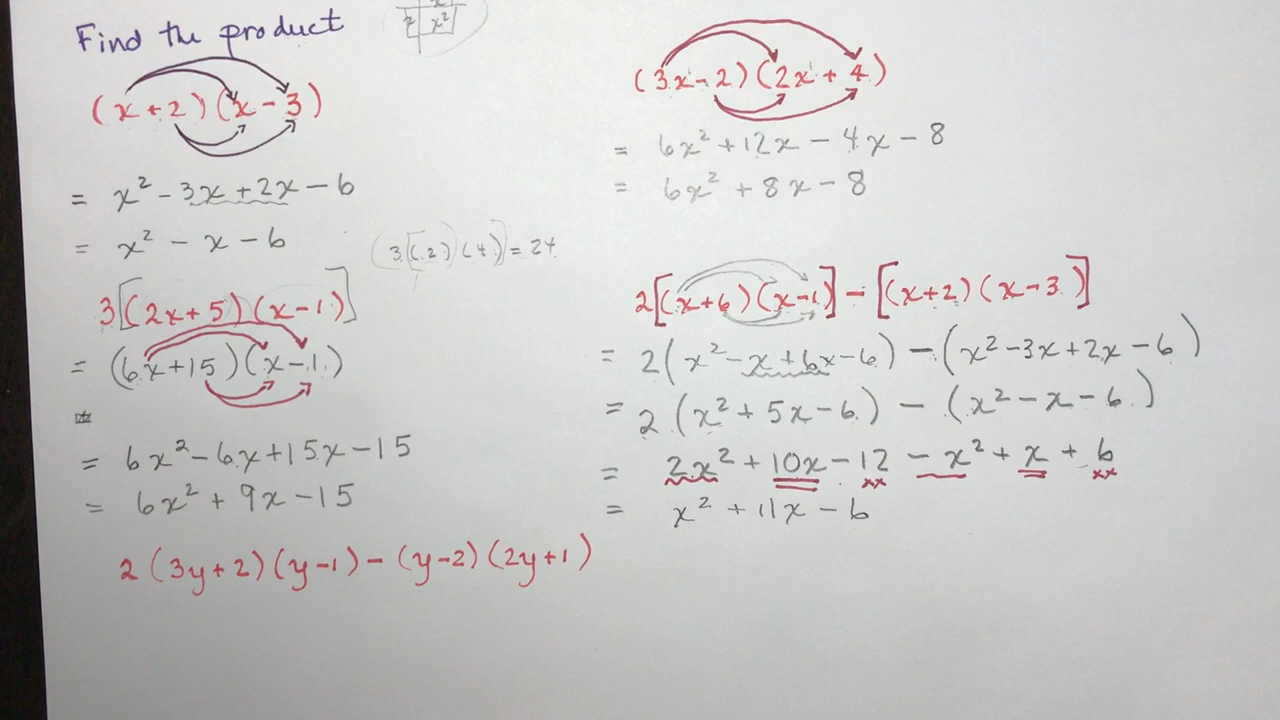 Find the product
x
x x²
(x+2)(x-3)
= x² - 3x + 2x - 6
= x² - x - 6
(3[(2)(4)] = 24
3[(2x+5)(x-1)]
= (6x+15)(x-1)
= 6x² - 6x + 15x - 15
= 6x² + 9x - 15
2(3y+2)(y-1) - (y-2)(2y+1)
(3x-2)(2x+4)
= 6x² + 12x - 4x - 8
= 6x² + 8x - 8
2[(x+6)(x-1)] - [(x+2)(x-3)]
= 2(x² - x + 6x - 6) - (x² - 3x + 2x - 6)
= 2(x² + 5x - 6) - (x² - x - 6)
= 2x² + 10x - 12 - x² + x + 6
= x² + 11x - 6